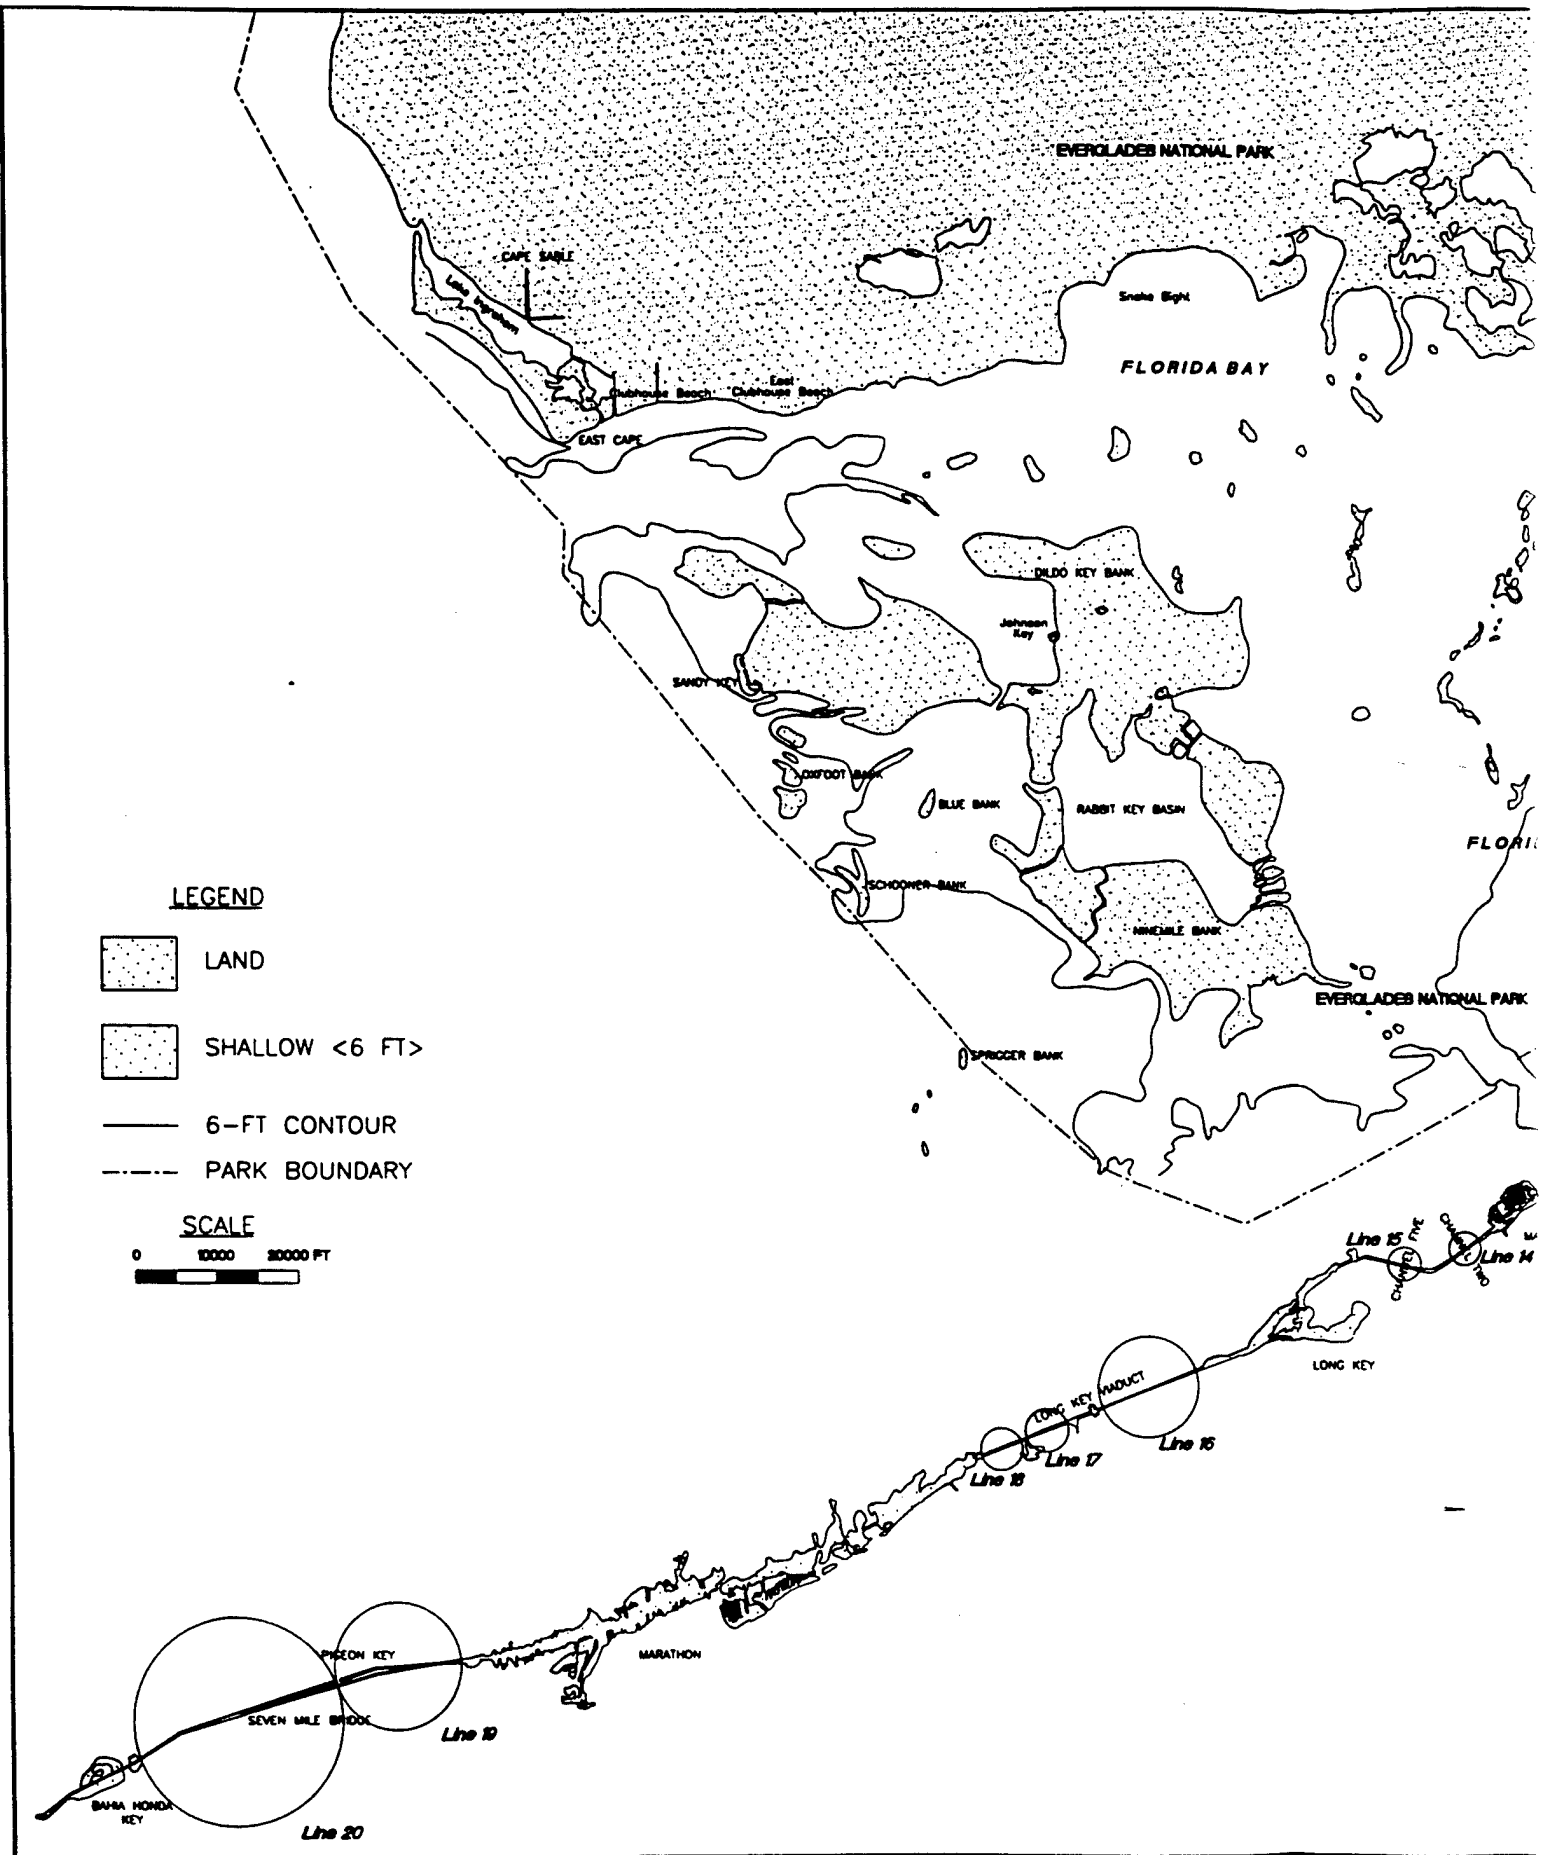 EVERGLADES NATIONAL PARK
CAPE SABLE
Lake Ingraham
Snake Bight
FLORIDA BAY
East
Clubhouse Beach
Clubhouse Beach
EAST CAPE
DILDO KEY BANK
Johnson
Key
SANDY KEY
OXFOOT BANK
BLUE BANK
RABBIT KEY BASIN
FLORI
SCHOONER BANK
LEGEND
NINEMILE BANK
LAND
EVERGLADES NATIONAL PARK
SHALLOW <6 FT>
SPRIGGER BANK
6-FT CONTOUR
PARK BOUNDARY
SCALE
0 10000 20000 FT
Line 15
CHANNEL FIVE
CHANNEL TWO
Line 14
MA
LONG KEY
LONG KEY VIADUCT
Line 16
Line 17
Line 18
MARATHON
PIGEON KEY
SEVEN MILE BRIDGE
Line 19
BAHIA HONDA
KEY
Line 20